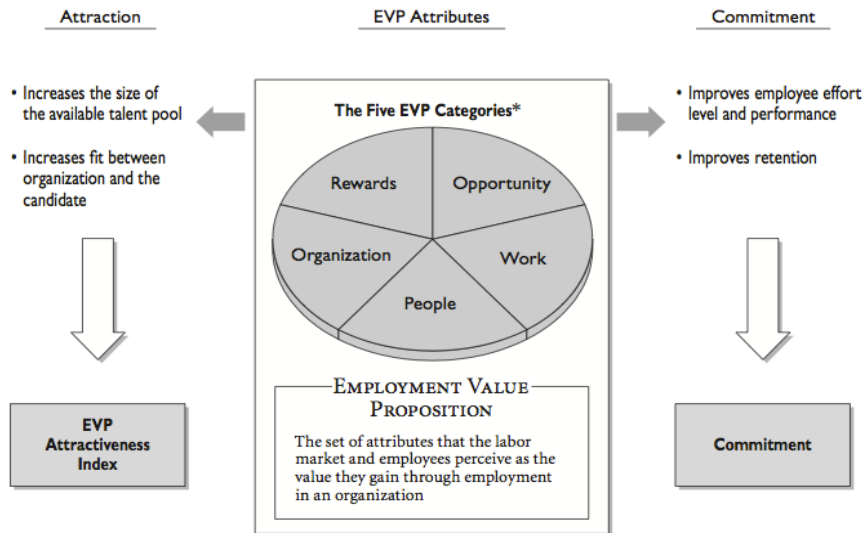 Attraction
EVP Attributes
Commitment
• Increases the size of
the available talent pool
• Increases fit between
organization and the
candidate
The Five EVP Categories*
Rewards
Opportunity
Organization
Work
People
• Improves employee effort
level and performance
• Improves retention
EMPLOYMENT VALUE
PROPOSITION
The set of attributes that the labor
market and employees perceive as the
value they gain through employment
in an organization
EVP
Attractiveness
Index
Commitment